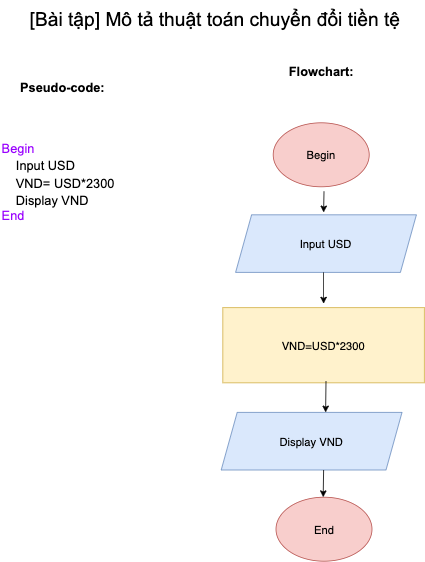 [Bài tập] Mô tả thuật toán chuyển đổi tiền tệ
Pseudo-code:
Begin
Input USD
VND= USD*2300
Display VND
End
Flowchart:
Begin
Input USD
VND=USD*2300
Display VND
End